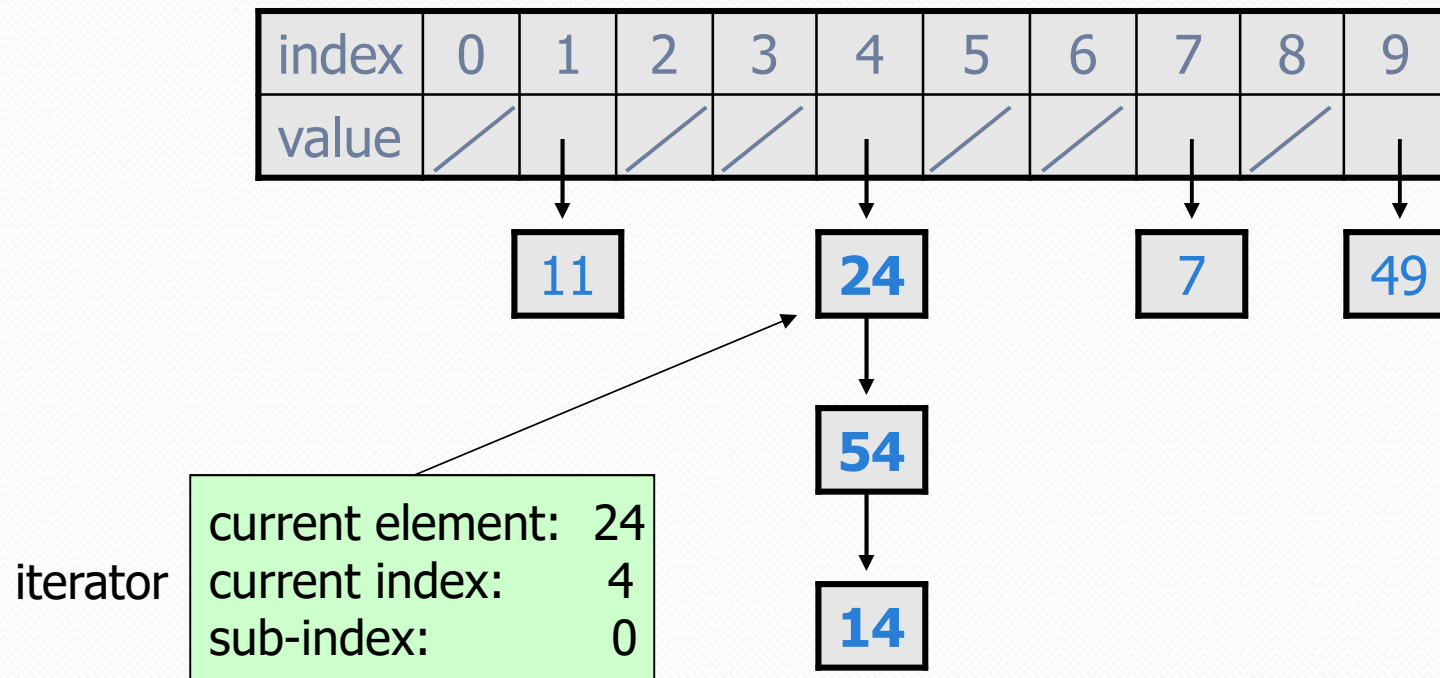 index 0 1 2 3 4 5 6 7 8 9
value
11 24 7 49
54
current element: 24
iterator current index: 4
sub-index: 0
14